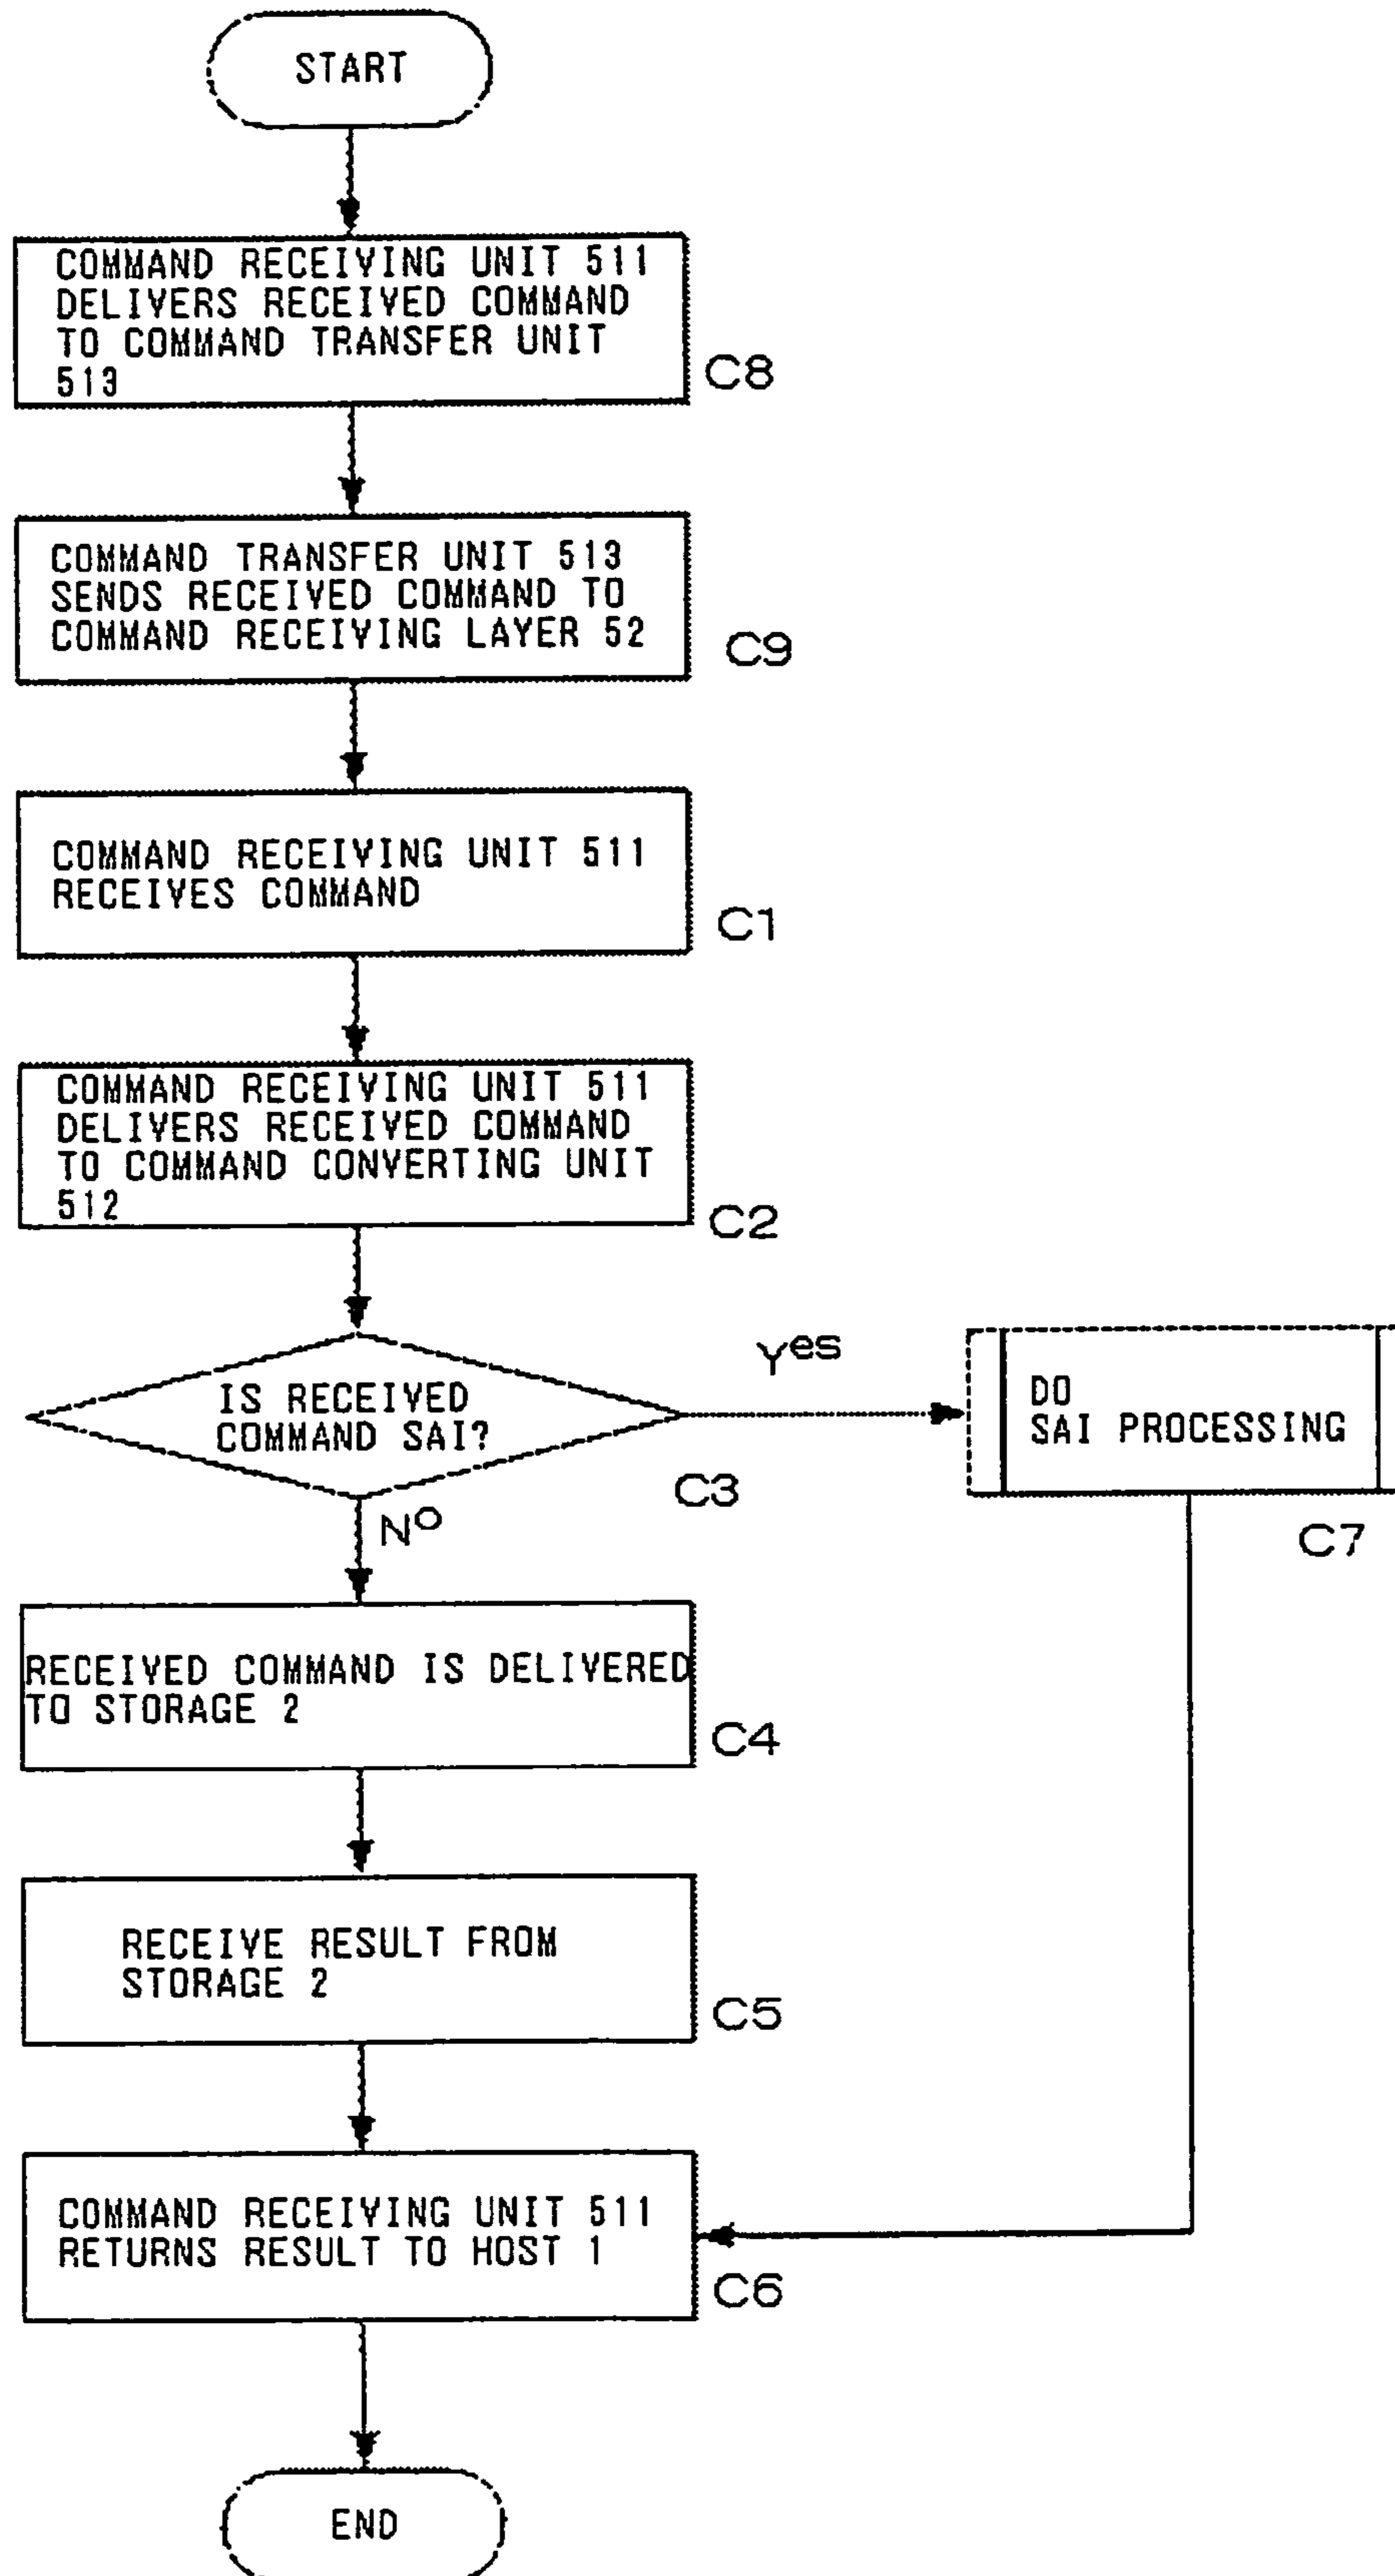 START
COMMAND RECEIVING UNIT 511
DELIVERS RECEIVED COMMAND
TO COMMAND TRANSFER UNIT
513
C8
COMMAND TRANSFER UNIT 513
SENDS RECEIVED COMMAND TO
COMMAND RECEIVING LAYER 52
C9
COMMAND RECEIVING UNIT 511
RECEIVES COMMAND
C1
COMMAND RECEIVING UNIT 511
DELIVERS RECEIVED COMMAND
TO COMMAND CONVERTING UNIT
512
C2
IS RECEIVED
COMMAND SAI?
C3
Yes
DO
SAI PROCESSING
C7
No
RECEIVED COMMAND IS DELIVERED
TO STORAGE 2
C4
RECEIVE RESULT FROM
STORAGE 2
C5
COMMAND RECEIVING UNIT 511
RETURNS RESULT TO HOST 1
C6
END